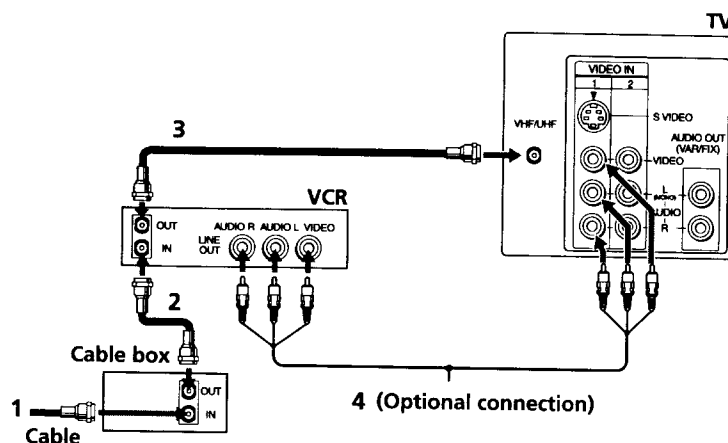 TV
VIDEO IN
1 2
S VIDEO
VHF/UHF
AUDIO OUT
(VAR/FIX)
VIDEO
L
(MONO)
AUDIO
R
3
VCR
OUT
IN
AUDIO R AUDIO L VIDEO
LINE
OUT
2
Cable box
OUT
IN
1
Cable
4 (Optional connection)